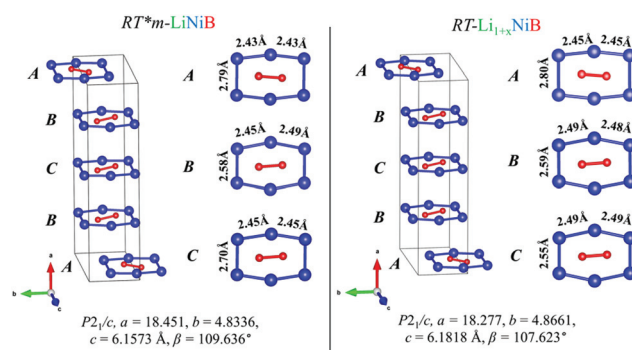 RT*m-LiNiB
2.43Å 2.43Å
A
A
2.79Å
B
2.45Å 2.49Å
C
B
2.58Å
B
2.45Å 2.45Å
A
C
2.70Å
a
b
c
P2₁/c, a = 18.451, b = 4.8336,
c = 6.1573 Å, β = 109.636°
RT-Li₁₊ₓNiB
2.45Å 2.45Å
A
A
2.80Å
B
2.49Å 2.48Å
C
B
2.59Å
B
2.49Å 2.49Å
A
C
2.55Å
a
b
c
P2₁/c, a = 18.277, b = 4.8661,
c = 6.1818 Å, β = 107.623°